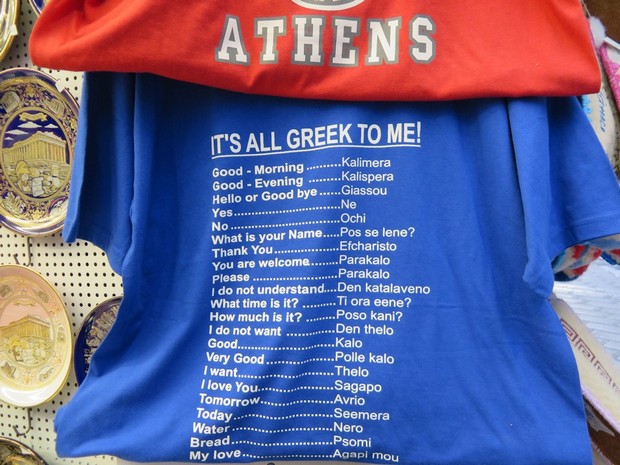 ATHENS
IT'S ALL GREEK TO ME!
Good - Morning ..........Kalimera
Good - Evening .........Kalispera
Hello or Good bye ......Giassou
Yes.............................Ne
No ..............................Ochi
What is your Name.....Pos se lene?
Thank You ..................Efcharisto
You are welcome........Parakalo
Please ........................Parakalo
I do not understand....Den katalaveno
What time is it? .........Ti ora eene?
How much is it? ........Poso kani?
I do not want .............Den thelo
Good..........................Kalo
Very Good .................Polle kalo
I want.........................Thelo
I love You...................Sagapo
Tomorrow..................Avrio
Today.........................Seemera
Water.........................Nero
Bread.........................Psomi
My love......................Agapi mou